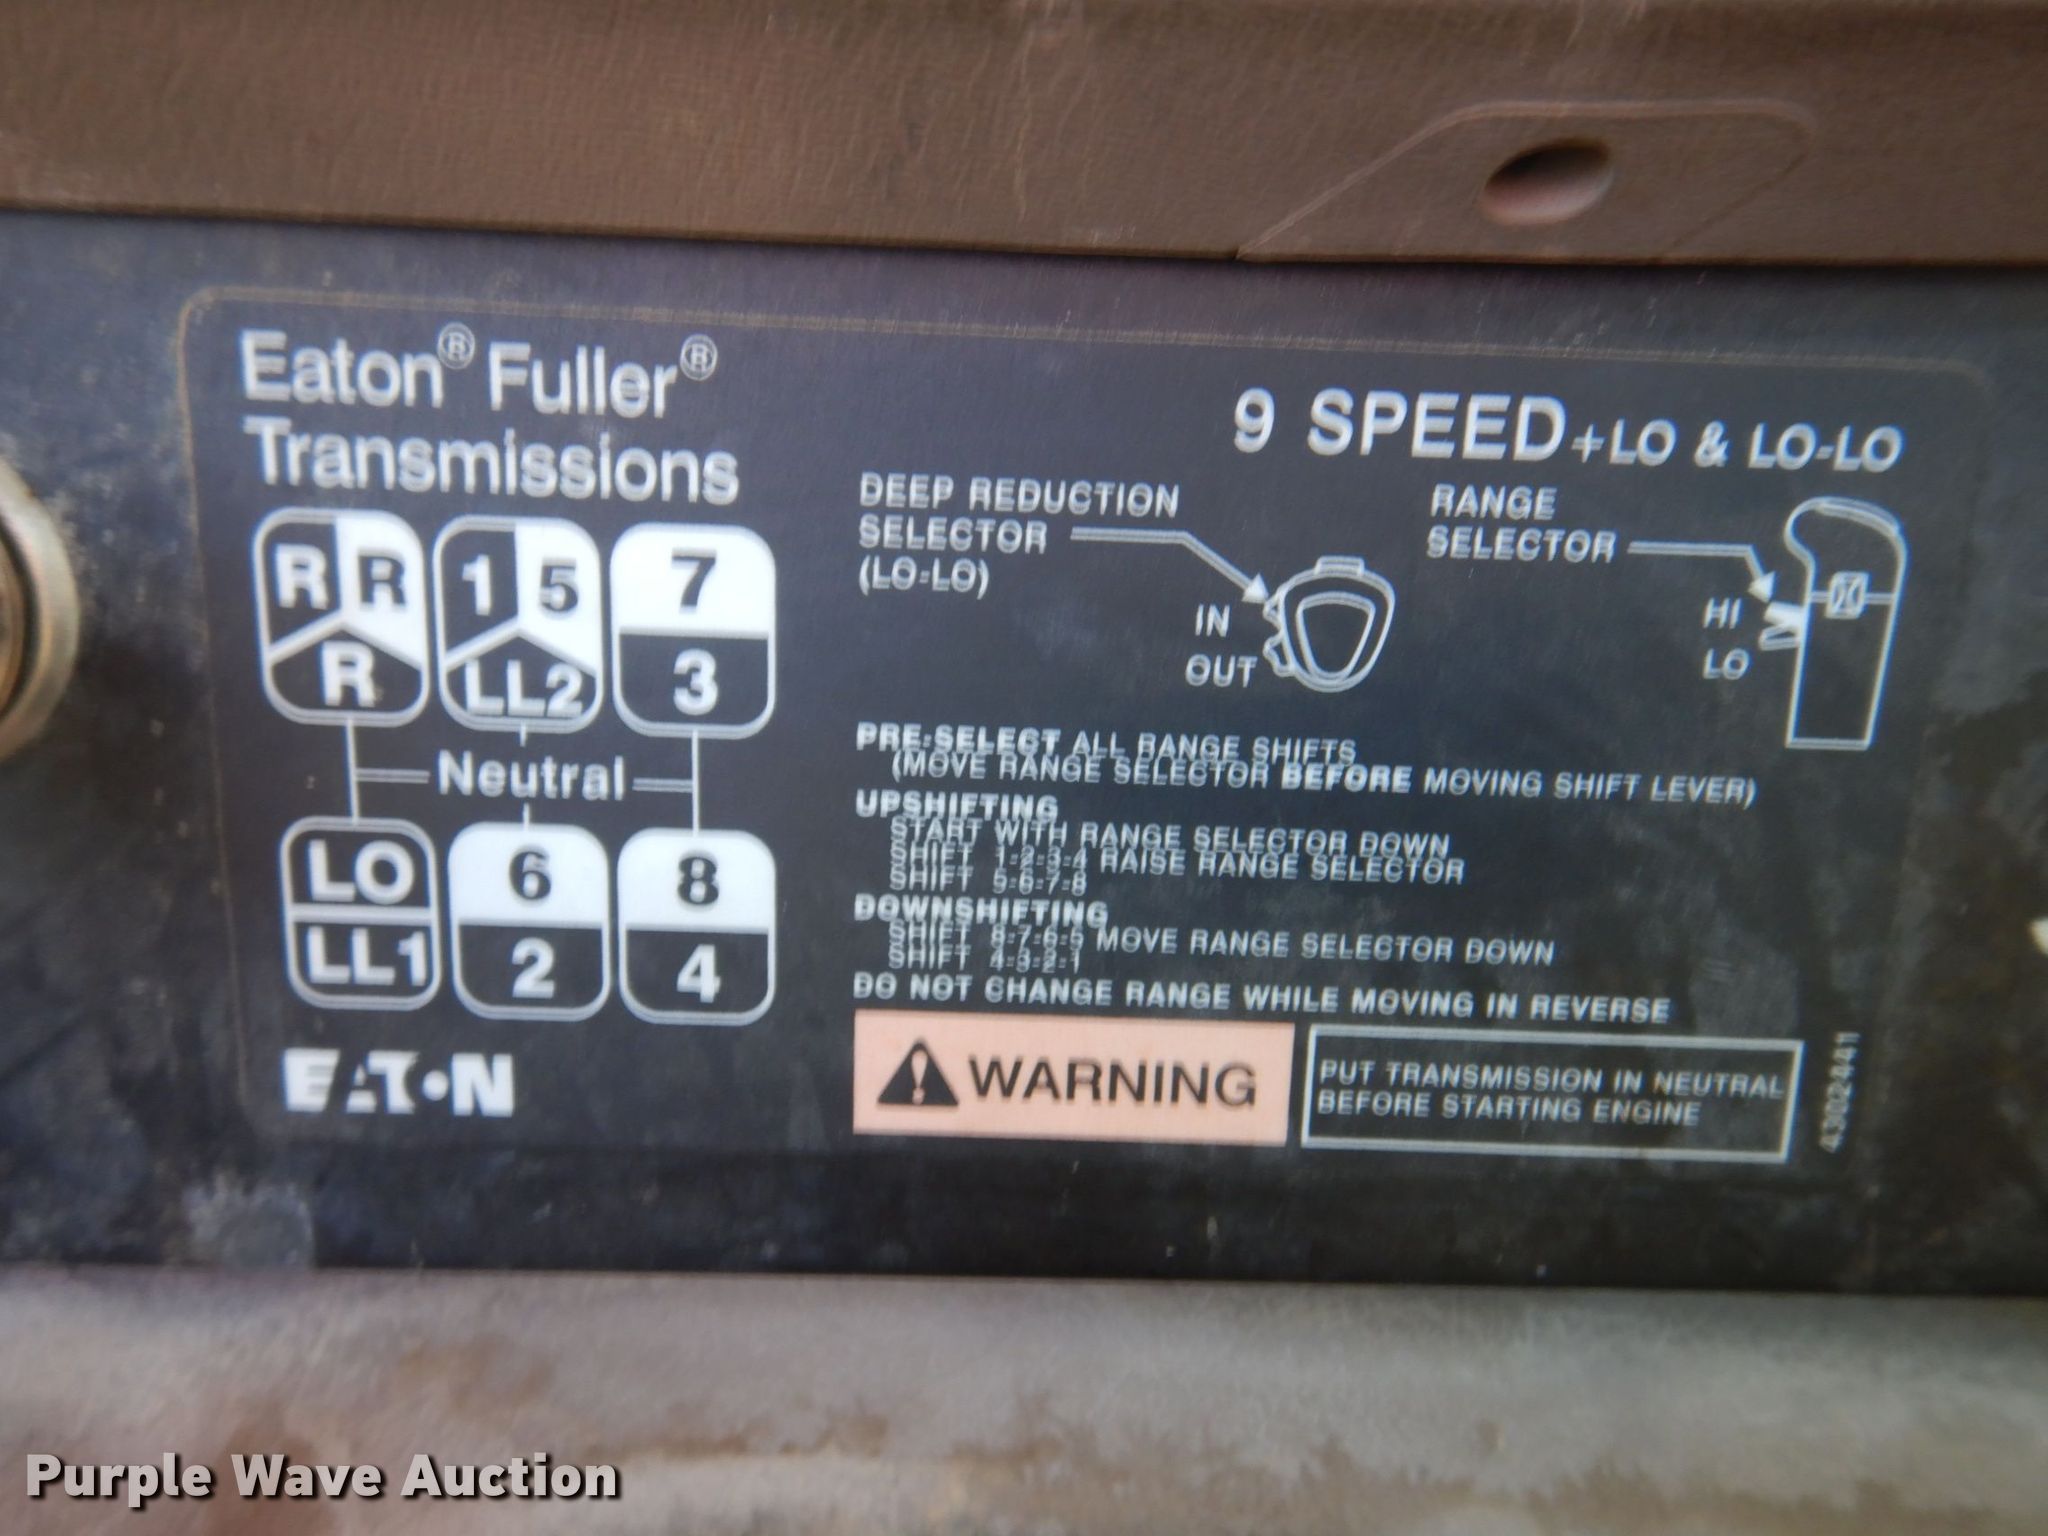 Eaton® Fuller®
Transmissions
9 SPEED +LO & LO-LO
R R
R
1 5
LL2
7
3
Neutral
LO
LL1
6
2
8
4
EATON
DEEP REDUCTION
SELECTOR
(LO-LO)
IN
OUT
RANGE
SELECTOR
HI
LO
PRE-SELECT ALL RANGE SHIFTS
(MOVE RANGE SELECTOR BEFORE MOVING SHIFT LEVER)
UPSHIFTING
START WITH RANGE SELECTOR DOWN
SHIFT 1-2-3-4 RAISE RANGE SELECTOR
SHIFT 5-6-7-8
DOWNSHIFTING
SHIFT 8-7-6-5 MOVE RANGE SELECTOR DOWN
SHIFT 4-3-2-1
DO NOT CHANGE RANGE WHILE MOVING IN REVERSE
WARNING
PUT TRANSMISSION IN NEUTRAL
BEFORE STARTING ENGINE
4302441
Purple Wave Auction